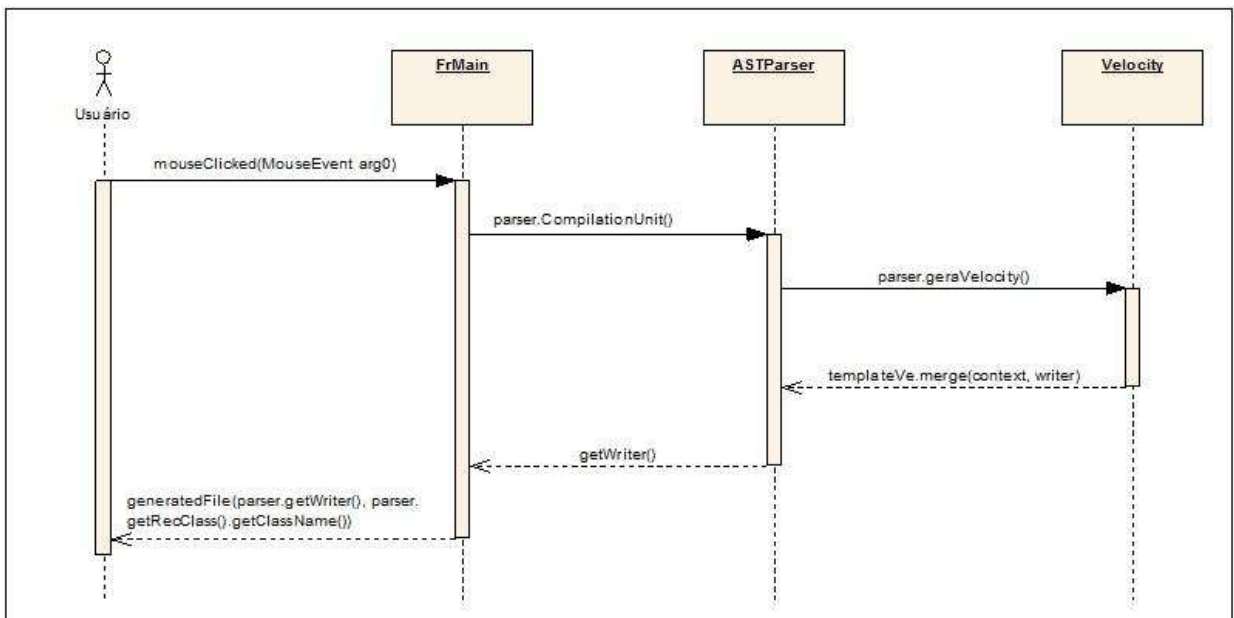 FrMain
ASTParser
Velocity
Usuário
mouseClicked(MouseEvent arg0)
parser.CompilationUnit()
parser.geraVelocity()
templateVe.merge(context, writer)
getWriter()
generatedFile(parser.getWriter(), parser.
getRecClass().getClassName())